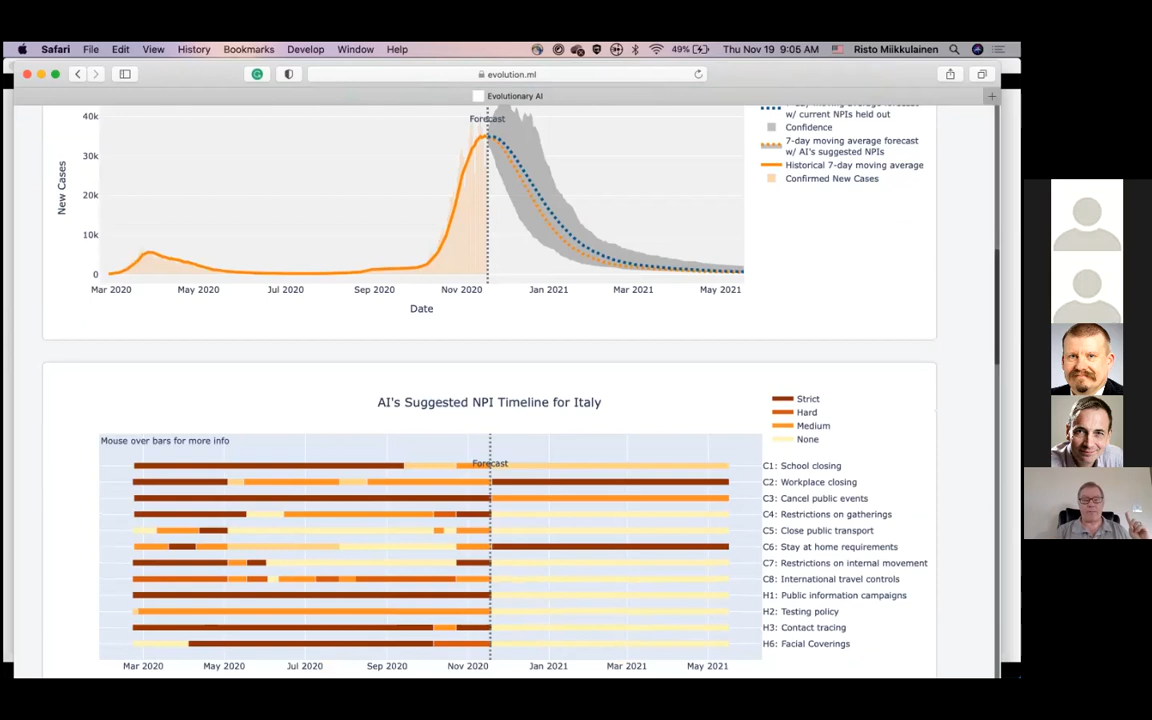 Safari File Edit View History Bookmarks Develop Window Help 49% Thu Nov 19 9:05 AM Risto Miikkulainen
evolution.ml
Evolutionary AI
w/ current NPIs held out
Confidence
7-day moving average forecast
w/ AI's suggested NPIs
Historical 7-day moving average
Confirmed New Cases
Forecast
New Cases
40k
30k
20k
10k
0
Mar 2020 May 2020 Jul 2020 Sep 2020 Nov 2020 Jan 2021 Mar 2021 May 2021
Date
AI's Suggested NPI Timeline for Italy
Strict
Hard
Medium
None
Mouse over bars for more info
Forecast
C1: School closing
C2: Workplace closing
C3: Cancel public events
C4: Restrictions on gatherings
C5: Close public transport
C6: Stay at home requirements
C7: Restrictions on internal movement
C8: International travel controls
H1: Public information campaigns
H2: Testing policy
H3: Contact tracing
H6: Facial Coverings
Mar 2020 May 2020 Jul 2020 Sep 2020 Nov 2020 Jan 2021 Mar 2021 May 2021